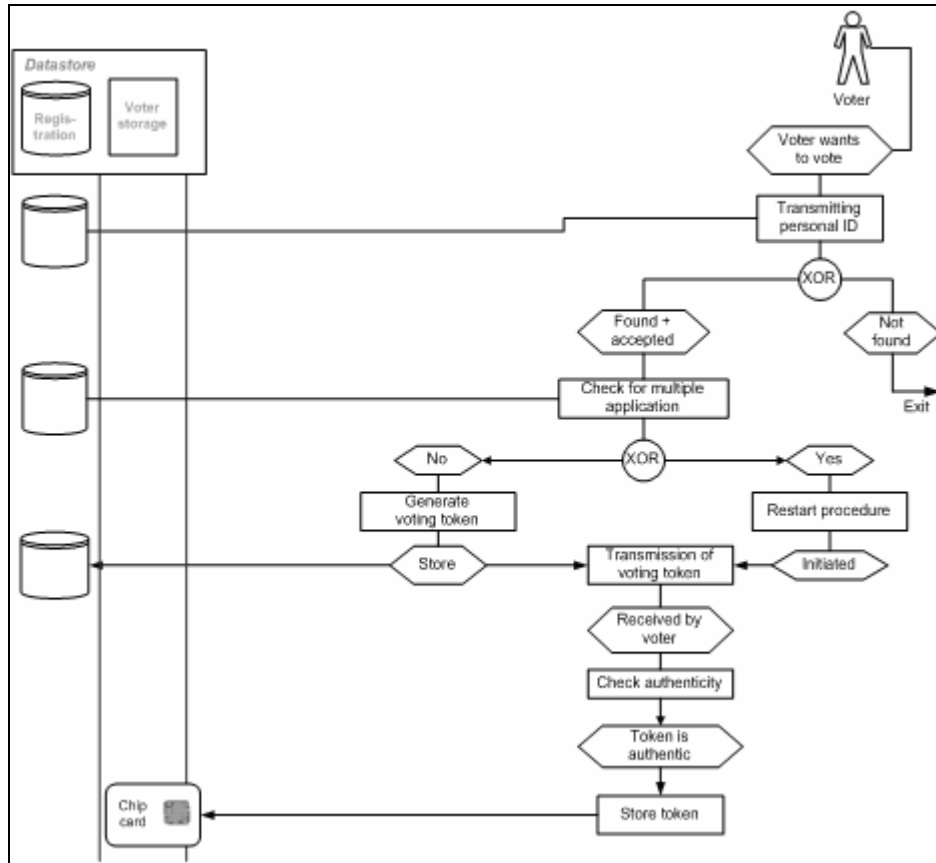 Datastore
Regis-
tration
Voter
storage
Voter
Voter wants
to vote
Transmitting
personal ID
XOR
Found +
accepted
Not
found
Exit
Check for multiple
application
No
XOR
Yes
Generate
voting token
Restart procedure
Store
Transmission of
voting token
Initiated
Received by
voter
Check authenticity
Token is
authentic
Chip
card
Store token